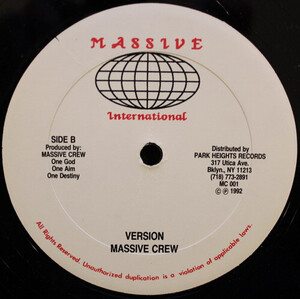 MASSIVE
International
SIDE B
Produced by:
MASSIVE CREW
One God
One Aim
One Destiny
Distributed by
PARK HEIGHTS RECORDS
317 Utica Ave.
Bklyn., NY 11213
(718) 773-2891
MC 001
© ℗ 1992
VERSION
MASSIVE CREW
All Rights Reserved. Unauthorized duplication is a violation of applicable laws.